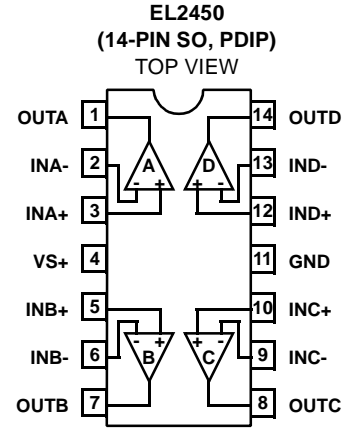 EL2450
(14-PIN SO, PDIP)
TOP VIEW
OUTA 1 14 OUTD
INA- 2 A D 13 IND-
- + + -
INA+ 3 12 IND+
VS+ 4 11 GND
INB+ 5 10 INC+
- + + -
INB- 6 B C 9 INC-
OUTB 7 8 OUTC